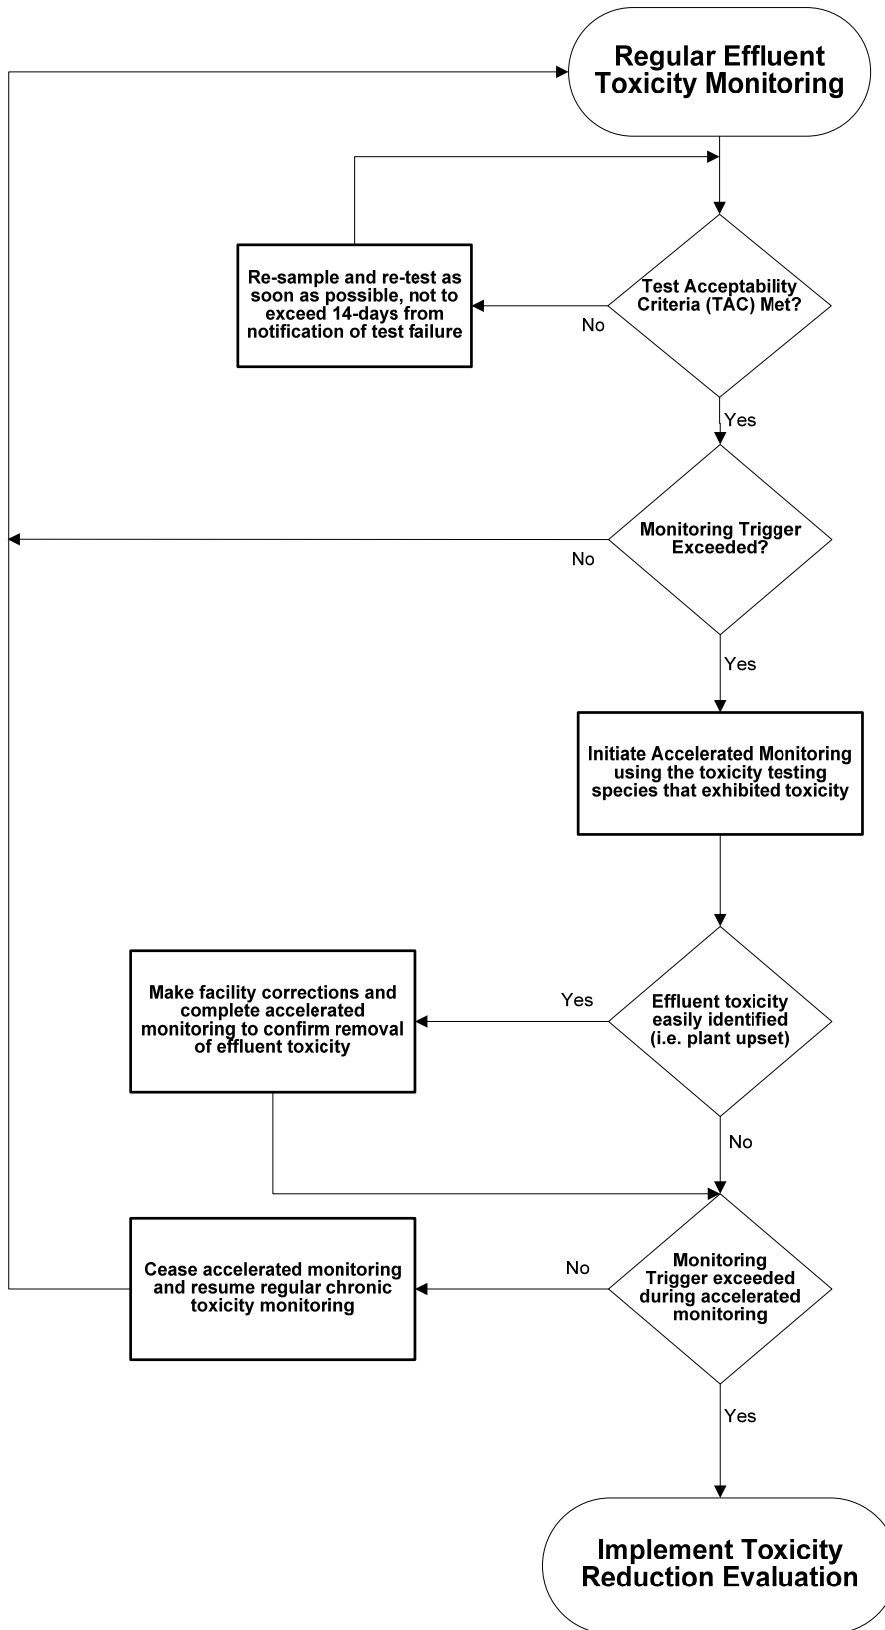 Regular Effluent
Toxicity Monitoring
Re-sample and re-test as
soon as possible, not to
exceed 14-days from
notification of test failure
Test Acceptability
Criteria (TAC) Met?
No
Yes
Monitoring Trigger
Exceeded?
No
Yes
Initiate Accelerated Monitoring
using the toxicity testing
species that exhibited toxicity
Make facility corrections and
complete accelerated
monitoring to confirm removal
of effluent toxicity
Yes
Effluent toxicity
easily identified
(i.e. plant upset)
No
Cease accelerated monitoring
and resume regular chronic
toxicity monitoring
No
Monitoring
Trigger exceeded
during accelerated
monitoring
Yes
Implement Toxicity
Reduction Evaluation